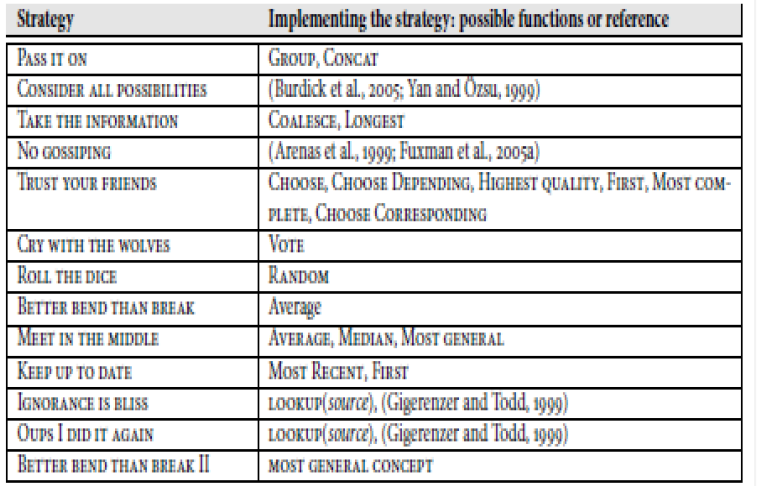 Strategy Implementing the strategy: possible functions or reference
PASS IT ON GROUP, CONCAT
CONSIDER ALL POSSIBILITIES (Burdick et al., 2005; Yan and Özsu, 1999)
TAKE THE INFORMATION COALESCE, LONGEST
NO GOSSIPING (Arenas et al., 1999; Fuxman et al., 2005a)
TRUST YOUR FRIENDS CHOOSE, CHOOSE DEPENDING, HIGHEST QUALITY, FIRST, MOST COM-
PLETE, CHOOSE CORRESPONDING
CRY WITH THE WOLVES VOTE
ROLL THE DICE RANDOM
BETTER BEND THAN BREAK Average
MEET IN THE MIDDLE AVERAGE, MEDIAN, MOST GENERAL
KEEP UP TO DATE MOST RECENT, FIRST
IGNORANCE IS BLISS LOOKUP(source), (Gigerenzer and Todd, 1999)
OUPS I DID IT AGAIN LOOKUP(source), (Gigerenzer and Todd, 1999)
BETTER BEND THAN BREAK II MOST GENERAL CONCEPT